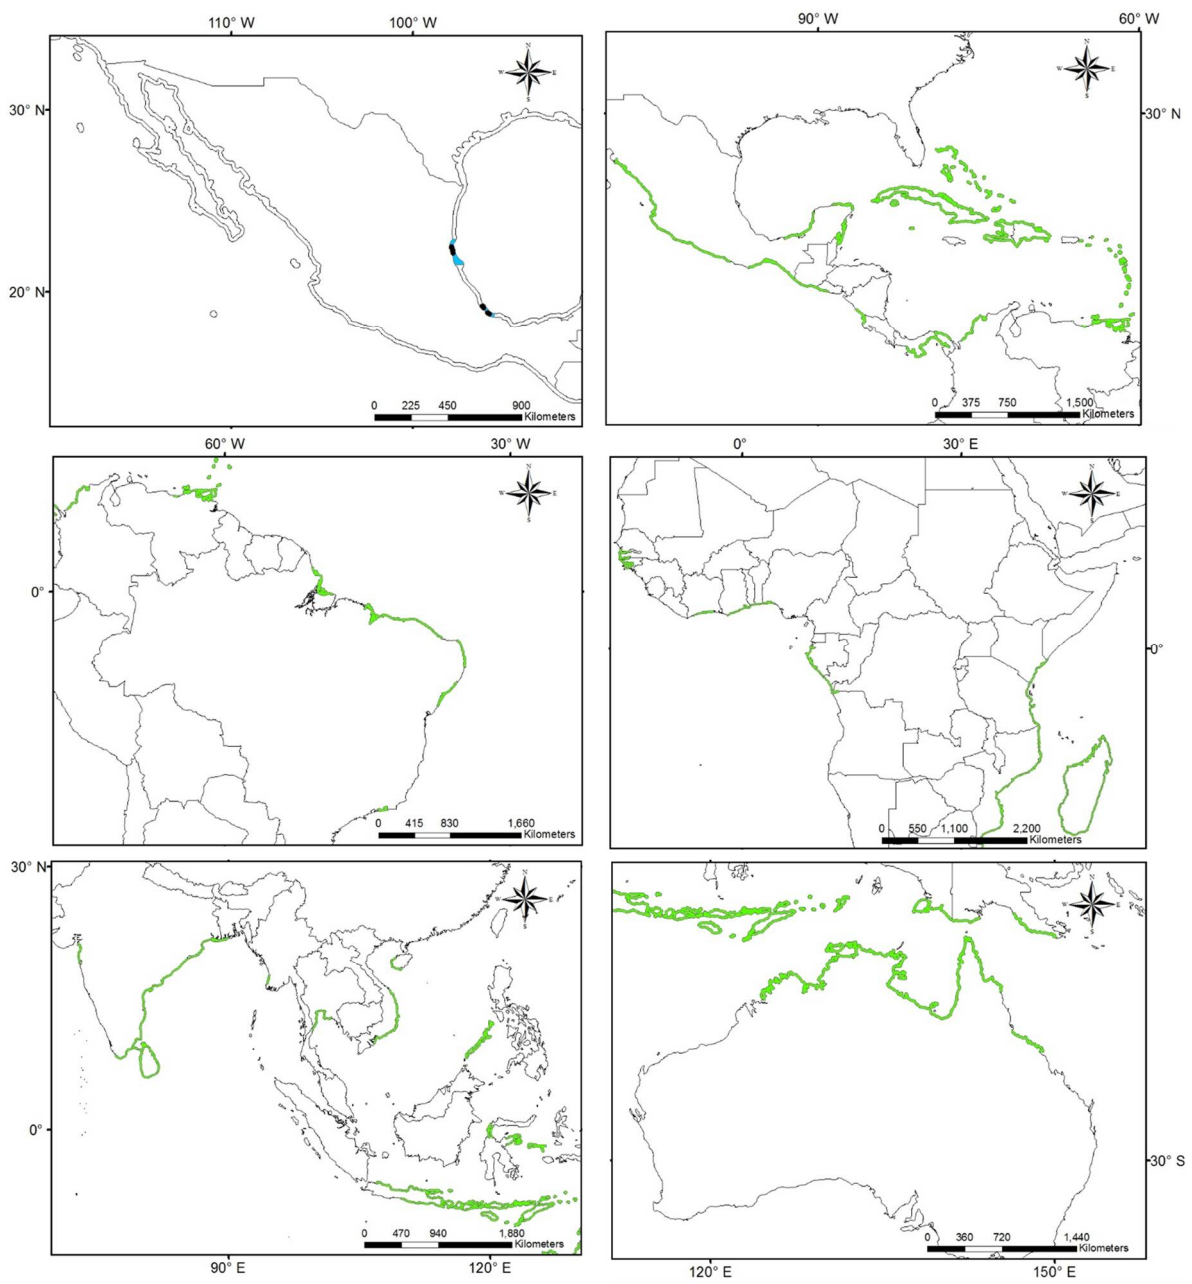 110° W 100° W
90° W 60° W
30° N
20° N
N
W E
S
0 225 450 900
Kilometers
N
W E
S
30° N
0 375 750 1,500
Kilometers
60° W 30° W
0° 30° E
0°
N
W E
S
0 415 830 1,660
Kilometers
N
W E
S
0°
0 550 1,100 2,200
Kilometers
30° N
0°
N
W E
S
0 470 940 1,880
Kilometers
90° E 120° E
N
W E
S
30° S
0 360 720 1,440
Kilometers
120° E 150° E